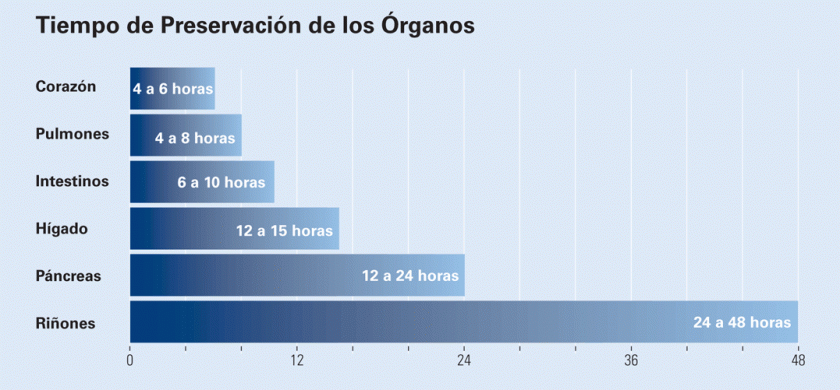 Tiempo de Preservación de los Órganos
Corazón 4 a 6 horas
Pulmones 4 a 8 horas
Intestinos 6 a 10 horas
Hígado 12 a 15 horas
Páncreas 12 a 24 horas
Riñones 24 a 48 horas
0 12 24 36 48